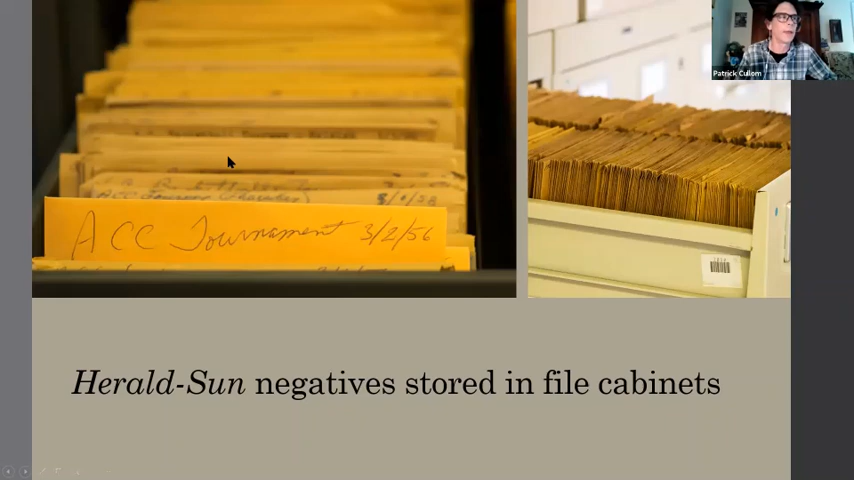 Patrick Cullom
ACC Tournament 3/2/56
Herald-Sun negatives stored in file cabinets